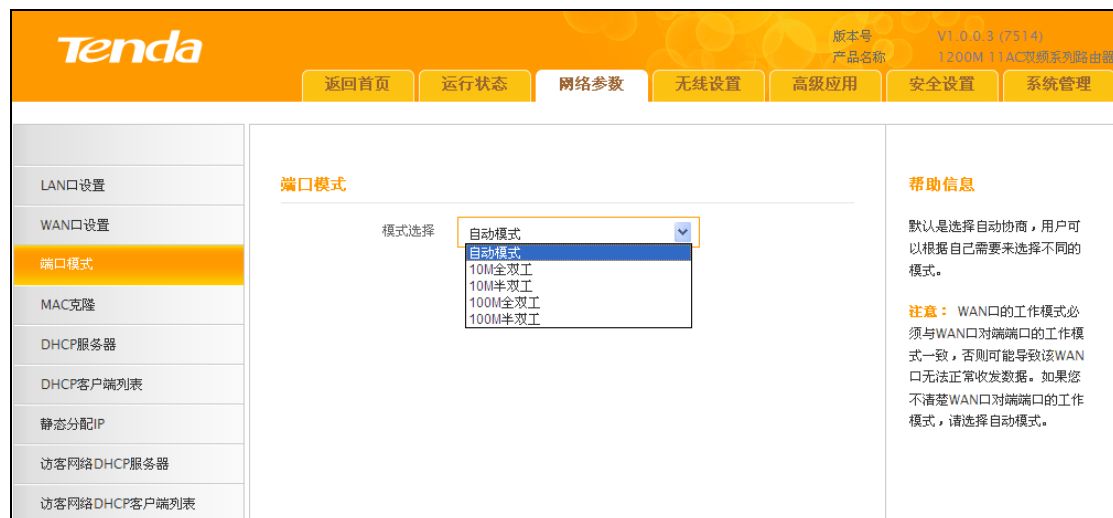 Tenda
版本号 V1.0.0.3 (7514)
产品名称 1200M 11AC双频系列路由器
返回首页 运行状态 网络参数 无线设置 高级应用 安全设置 系统管理
LAN口设置
WAN口设置
端口模式
MAC克隆
DHCP服务器
DHCP客户端列表
静态分配IP
访客网络DHCP服务器
访客网络DHCP客户端列表
端口模式
模式选择 自动模式
自动模式
10M全双工
10M半双工
100M全双工
100M半双工
帮助信息
默认是选择自动协商，用户可
以根据自己需要来选择不同的
模式。
注意： WAN口的工作模式必
须与WAN口对端端口的工作模
式一致，否则可能导致该WAN
口无法正常收发数据。如果您
不清楚WAN口对端端口的工作
模式，请选择自动模式。